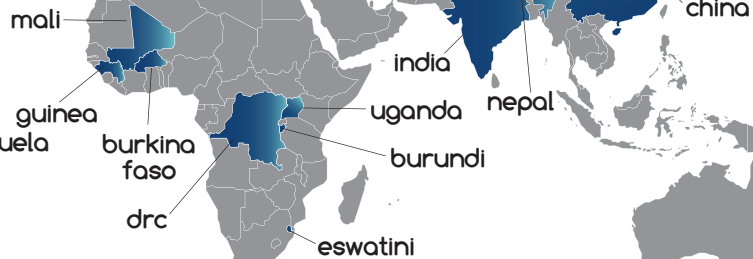 mali
china
india
guinea
nepal
uganda
uela
burkina
faso
burundi
drc
eswatini